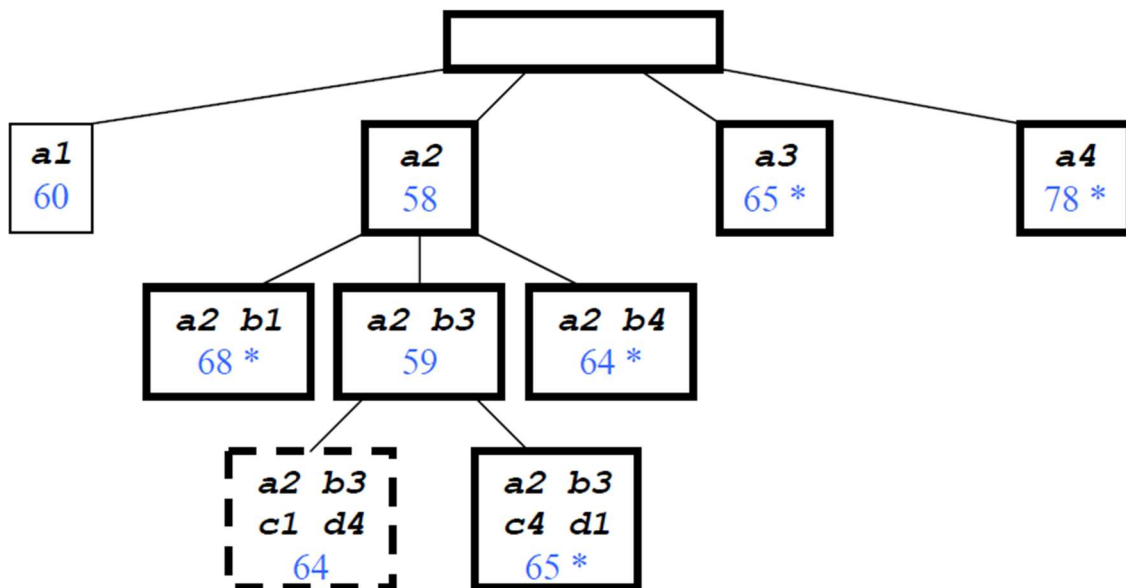 a1
60
a2
58
a3
65 *
a4
78 *
a2 b1
68 *
a2 b3
59
a2 b4
64 *
a2 b3
c1 d4
64
a2 b3
c4 d1
65 *